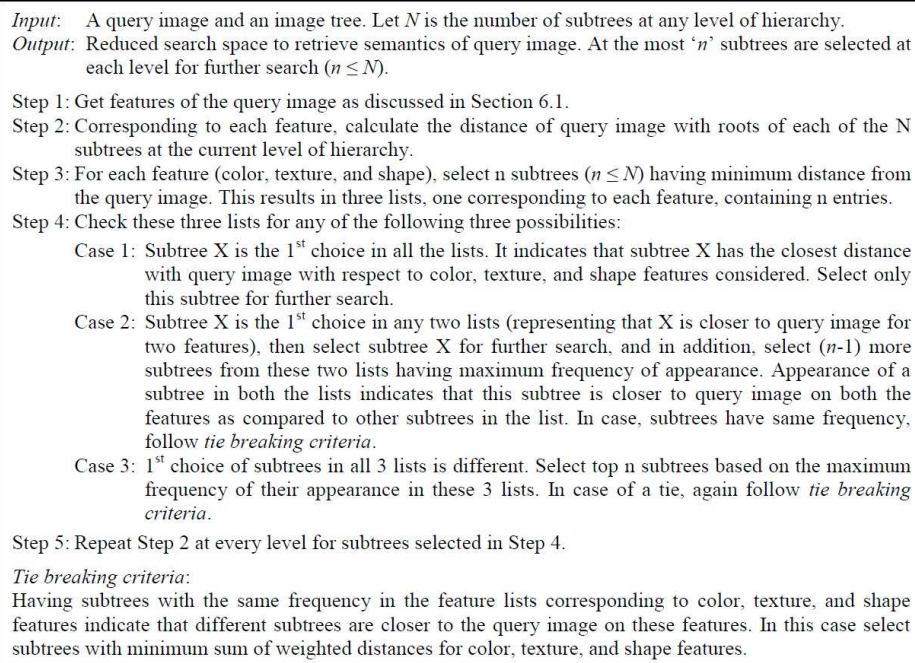 Input: A query image and an image tree. Let N is the number of subtrees at any level of hierarchy.
Output: Reduced search space to retrieve semantics of query image. At the most ‘n’ subtrees are selected at
each level for further search (n ≤ N).
Step 1: Get features of the query image as discussed in Section 6.1.
Step 2: Corresponding to each feature, calculate the distance of query image with roots of each of the N
subtrees at the current level of hierarchy.
Step 3: For each feature (color, texture, and shape), select n subtrees (n ≤ N) having minimum distance from
the query image. This results in three lists, one corresponding to each feature, containing n entries.
Step 4: Check these three lists for any of the following three possibilities:
Case 1: Subtree X is the 1st choice in all the lists. It indicates that subtree X has the closest distance
with query image with respect to color, texture, and shape features considered. Select only
this subtree for further search.
Case 2: Subtree X is the 1st choice in any two lists (representing that X is closer to query image for
two features), then select subtree X for further search, and in addition, select (n-1) more
subtrees from these two lists having maximum frequency of appearance. Appearance of a
subtree in both the lists indicates that this subtree is closer to query image on both the
features as compared to other subtrees in the list. In case, subtrees have same frequency,
follow tie breaking criteria.
Case 3: 1st choice of subtrees in all 3 lists is different. Select top n subtrees based on the maximum
frequency of their appearance in these 3 lists. In case of a tie, again follow tie breaking
criteria.
Step 5: Repeat Step 2 at every level for subtrees selected in Step 4.
Tie breaking criteria:
Having subtrees with the same frequency in the feature lists corresponding to color, texture, and shape
features indicate that different subtrees are closer to the query image on these features. In this case select
subtrees with minimum sum of weighted distances for color, texture, and shape features.